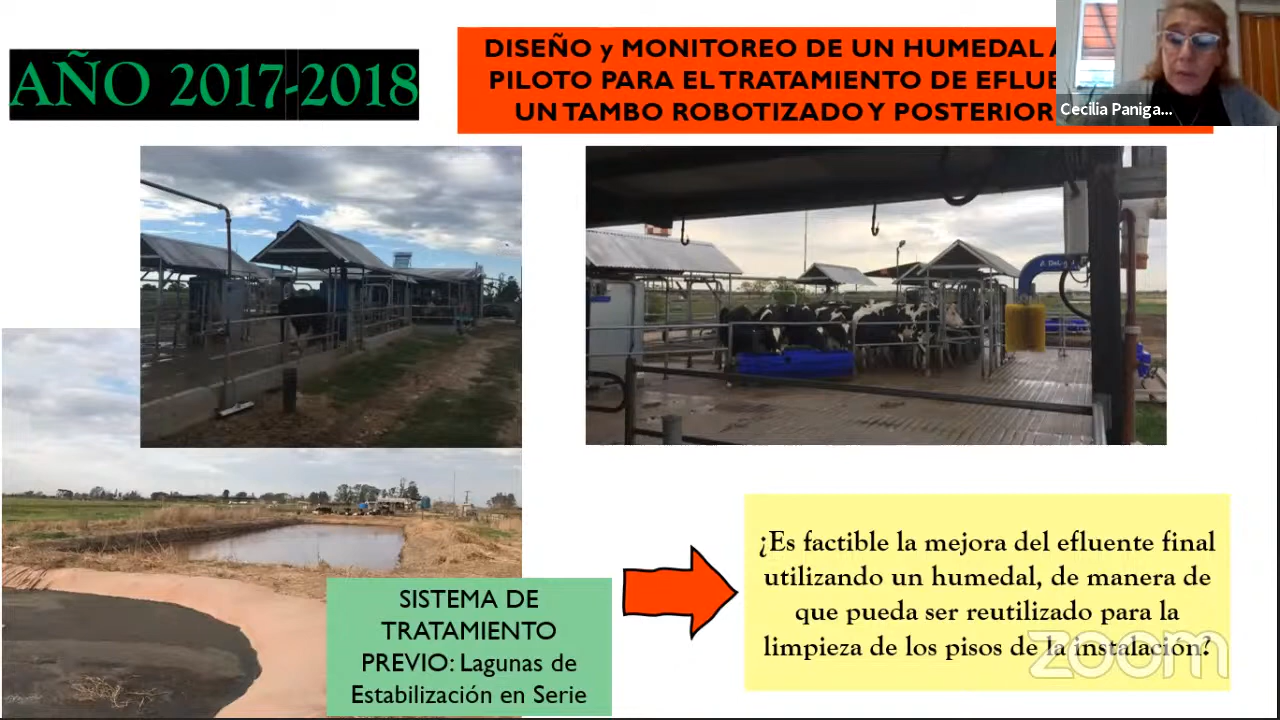 AÑO 2017-2018
DISEÑO y MONITOREO DE UN HUMEDAL
PILOTO PARA EL TRATAMIENTO DE
UN TAMBO ROBOTIZADO Y POSTERIOR
Cecilia Paniga...
SISTEMA DE
TRATAMIENTO
PREVIO: Lagunas de
Estabilización en Serie
¿Es factible la mejora del efluente final
utilizando un humedal, de manera de
que pueda ser reutilizado para la
limpieza de los pisos de la instalación?
zoom